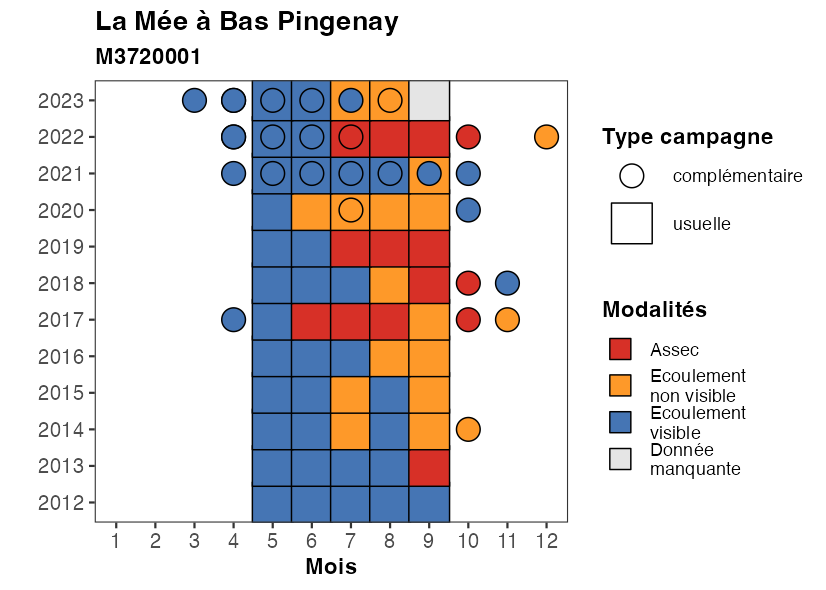 La Mée à Bas Pingenay
M3720001
2023
2022
2021
2020
2019
2018
2017
2016
2015
2014
2013
2012
1 2 3 4 5 6 7 8 9 10 11 12
Mois
Type campagne
complémentaire
usuelle
Modalités
Assec
Ecoulement
non visible
Ecoulement
visible
Donnée
manquante